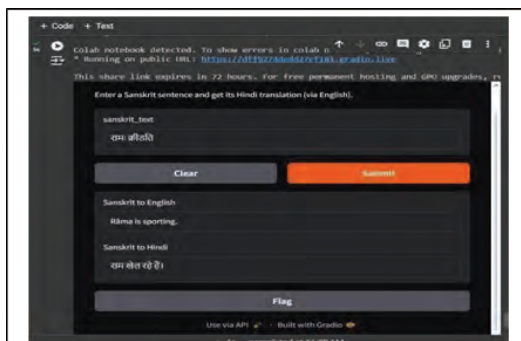 + Code + Text
Colab notebook detected. To show errors in colab n
* Running on public URL:
This share link expires in 72 hours. For free permanent hosting and GPU upgrades,
Enter a Sanskrit sentence and get its Hindi translation (via English).
sanskrit_text
रामः क्रीडति
Clear Submit
Sanskrit to English
Rāma is sporting.
Sanskrit to Hindi
राम खेल रहे हैं।
Flag
Use via API · Built with Gradio